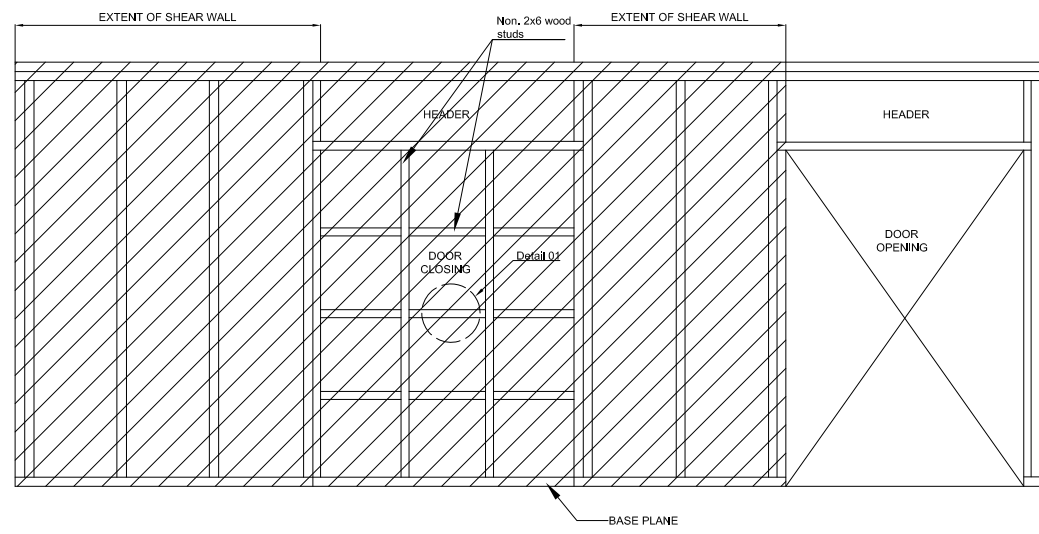 EXTENT OF SHEAR WALL
Non. 2x6 wood
studs
EXTENT OF SHEAR WALL
HEADER
HEADER
DOOR
CLOSING
Detail 01
DOOR
OPENING
BASE PLANE